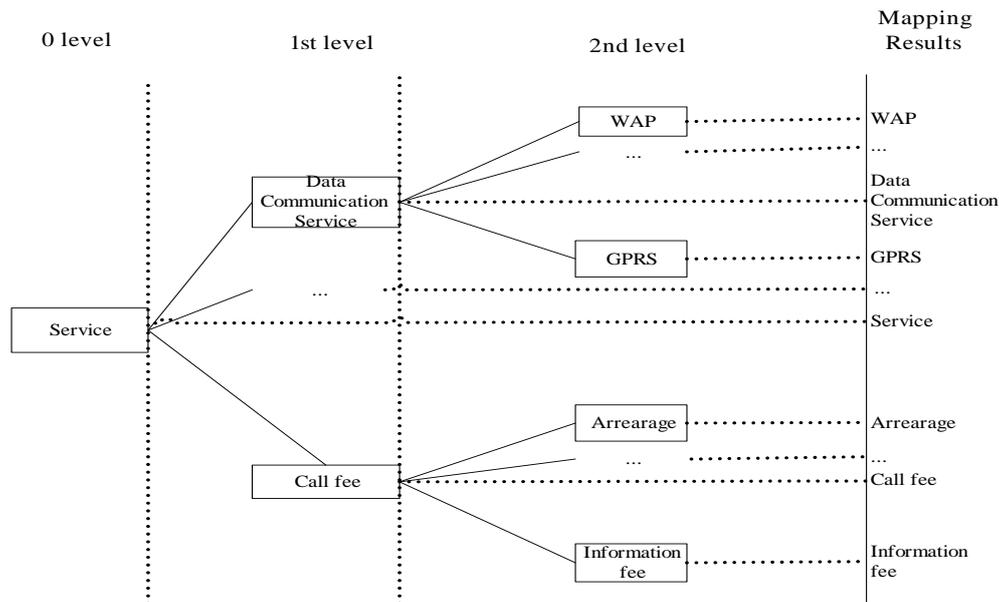 0 level
1st level
2nd level
Mapping
Results
WAP
WAP
...
...
Data
Communication
Service
Data
Communication
Service
GPRS
GPRS
...
...
Service
Service
Arrearage
Arrearage
...
...
Call fee
Call fee
Information
fee
Information
fee